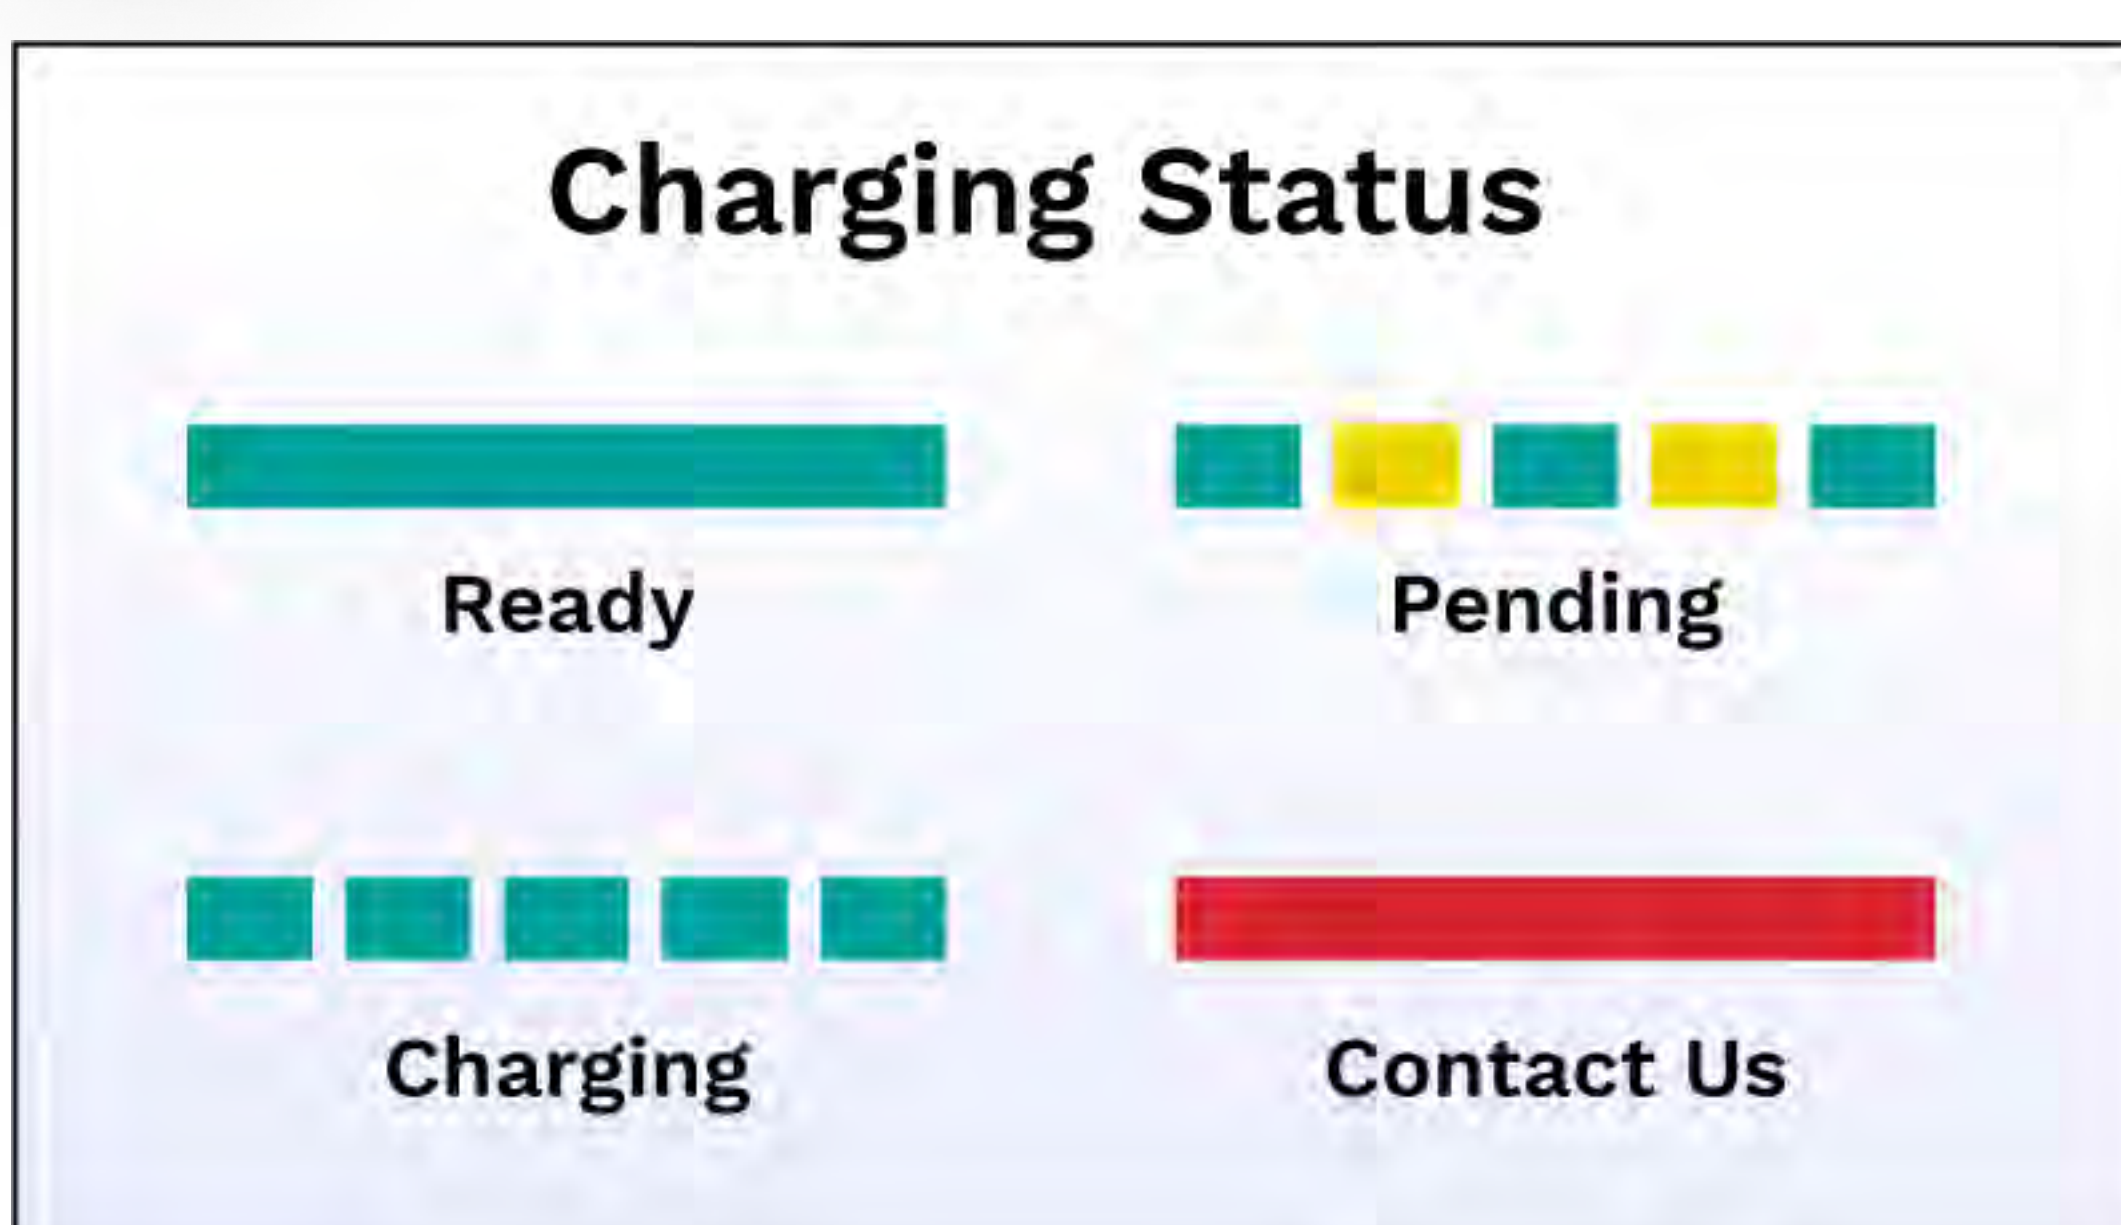 Charging Status
Ready
Pending
Charging
Contact Us